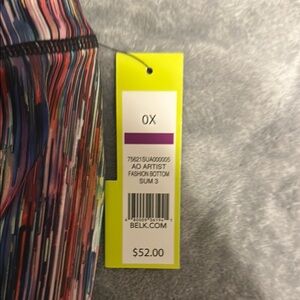 0X
75621SUA000005
AO ARTIST
FASHION BOTTOM
SUM 3
BELK.COM
$52.00